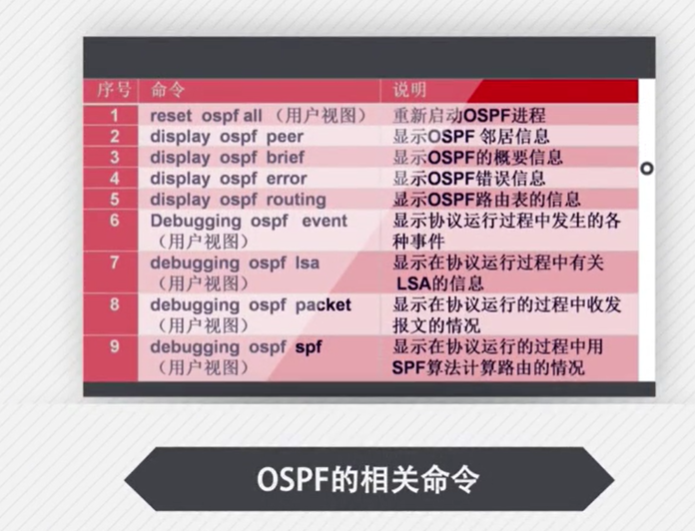 序号 命令 说明
1 reset ospf all （用户视图） 重新启动OSPF进程
2 display ospf peer 显示OSPF 邻居信息
3 display ospf brief 显示OSPF的概要信息
4 display ospf error 显示OSPF错误信息
5 display ospf routing 显示OSPF路由表的信息
6 Debugging ospf event 显示协议运行过程中发生的各
（用户视图） 种事件
7 debugging ospf lsa 显示在协议运行过程中有关
（用户视图） LSA的信息
8 debugging ospf packet 显示在协议运行的过程中收发
（用户视图） 报文的情况
9 debugging ospf spf 显示在协议运行的过程中用
（用户视图） SPF算法计算路由的情况
OSPF的相关命令